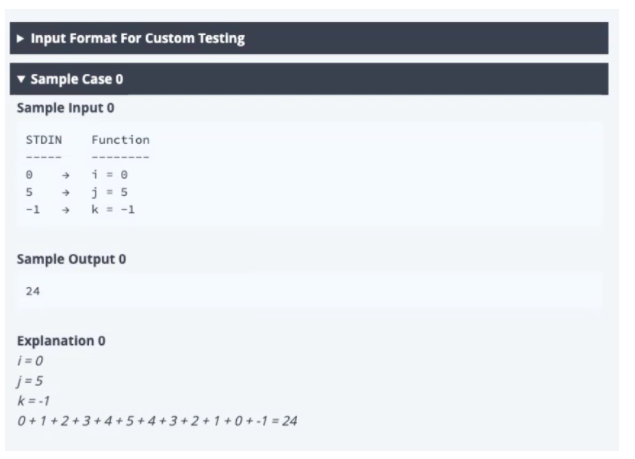 ▶ Input Format For Custom Testing
▼ Sample Case 0
Sample Input 0
STDIN Function
----- --------
0 → i = 0
5 → j = 5
-1 → k = -1
Sample Output 0
24
Explanation 0
i = 0
j = 5
k = -1
0 + 1 + 2 + 3 + 4 + 5 + 4 + 3 + 2 + 1 + 0 + -1 = 24